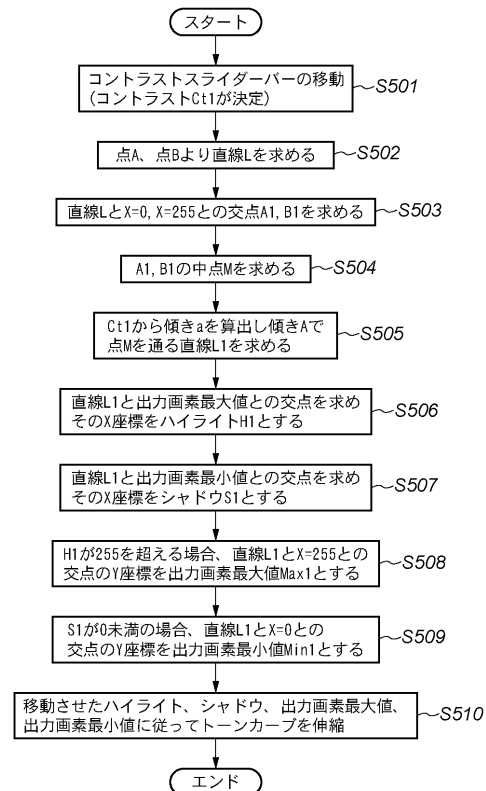 スタート
コントラストスライダーバーの移動
(コントラストCt1が決定)
S501
点A、点Bより直線Lを求める
S502
直線LとX=0,X=255との交点A1,B1を求める
S503
A1,B1の中点Mを求める
S504
Ct1から傾きaを算出し傾きAで
点Mを通る直線L1を求める
S505
直線L1と出力画素最大値との交点を求め
そのX座標をハイライトH1とする
S506
直線L1と出力画素最小値との交点を求め
そのX座標をシャドウS1とする
S507
H1が255を超える場合、直線L1とX=255との
交点のY座標を出力画素最大値Max1とする
S508
S1が0未満の場合、直線L1とX=0との
交点のY座標を出力画素最小値Min1とする
S509
移動させたハイライト、シャドウ、出力画素最大値、
出力画素最小値に従ってトーンカーブを伸縮
S510
エンド